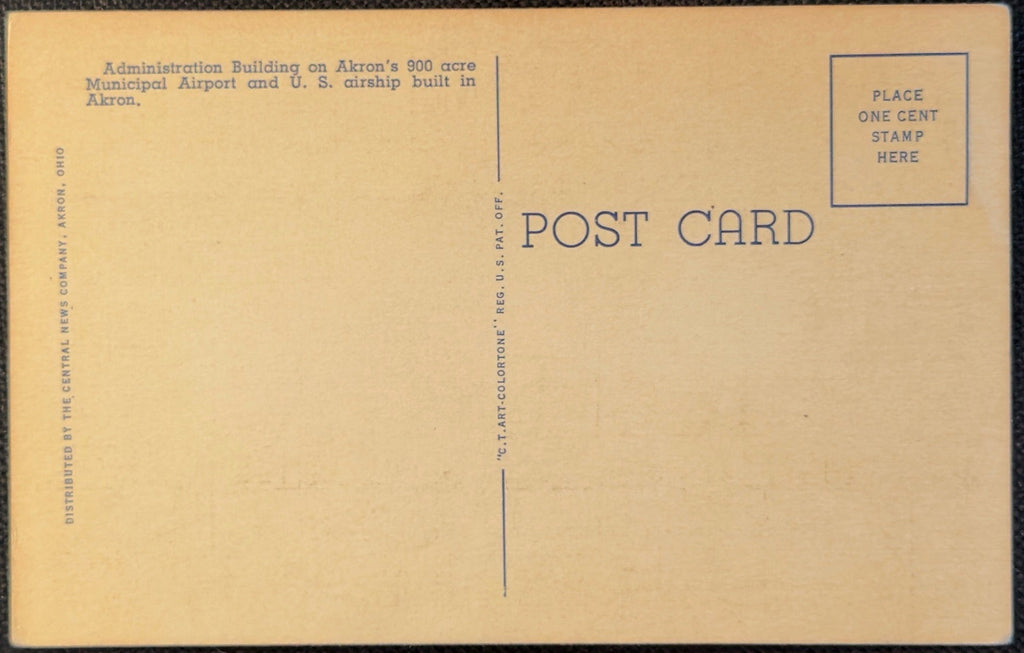 Administration Building on Akron's 900 acre
Municipal Airport and U. S. airship built in
Akron.
DISTRIBUTED BY THE CENTRAL NEWS COMPANY, AKRON, OHIO
"C.T.ART-COLORTONE" REG. U.S. PAT. OFF.
POST CARD
PLACE
ONE CENT
STAMP
HERE